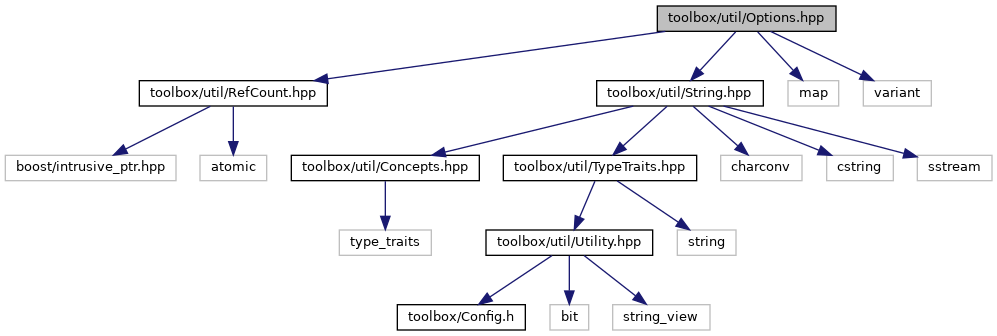 toolbox/util/Options.hpp
toolbox/util/RefCount.hpp
toolbox/util/String.hpp
map
variant
boost/intrusive_ptr.hpp
atomic
toolbox/util/Concepts.hpp
toolbox/util/TypeTraits.hpp
charconv
cstring
sstream
type_traits
toolbox/util/Utility.hpp
string
toolbox/Config.h
bit
string_view